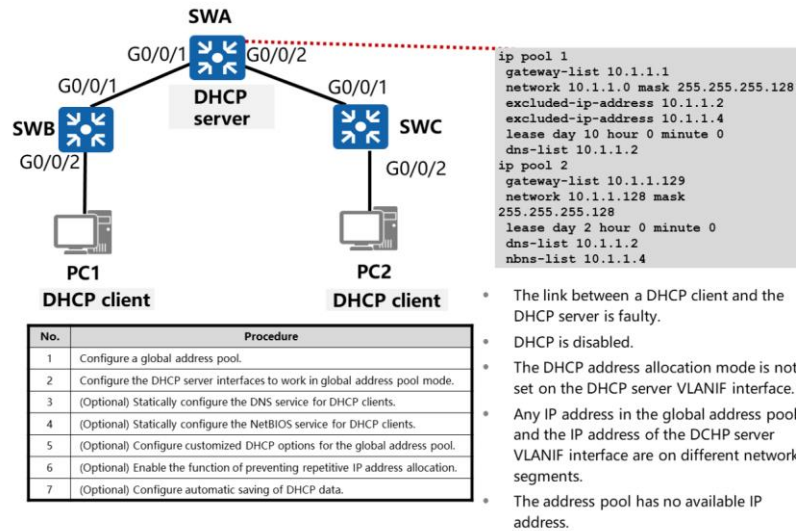 SWA
G0/0/1
G0/0/2
G0/0/1
DHCP
server
G0/0/1
SWB
SWC
G0/0/2
G0/0/2
PC1
PC2
DHCP client
DHCP client
ip pool 1
gateway-list 10.1.1.1
network 10.1.1.0 mask 255.255.255.128
excluded-ip-address 10.1.1.2
excluded-ip-address 10.1.1.4
lease day 10 hour 0 minute 0
dns-list 10.1.1.2
ip pool 2
gateway-list 10.1.1.129
network 10.1.1.128 mask
255.255.255.128
lease day 2 hour 0 minute 0
dns-list 10.1.1.2
nbns-list 10.1.1.4
No. Procedure
1 Configure a global address pool.
2 Configure the DHCP server interfaces to work in global address pool mode.
3 (Optional) Statically configure the DNS service for DHCP clients.
4 (Optional) Statically configure the NetBIOS service for DHCP clients.
5 (Optional) Configure customized DHCP options for the global address pool.
6 (Optional) Enable the function of preventing repetitive IP address allocation.
7 (Optional) Configure automatic saving of DHCP data.
• The link between a DHCP client and the
DHCP server is faulty.
• DHCP is disabled.
• The DHCP address allocation mode is not
set on the DHCP server VLANIF interface.
• Any IP address in the global address pool
and the IP address of the DCHP server
VLANIF interface are on different network
segments.
• The address pool has no available IP
address.